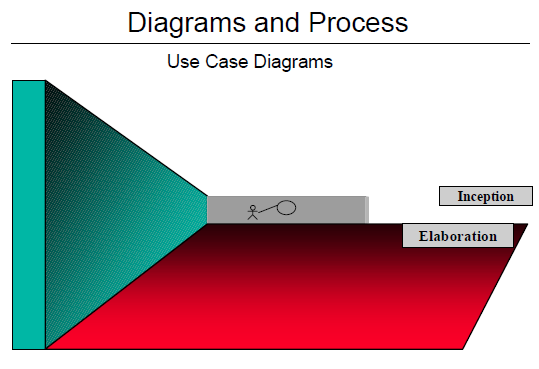 Diagrams and Process
Use Case Diagrams
Inception
Elaboration